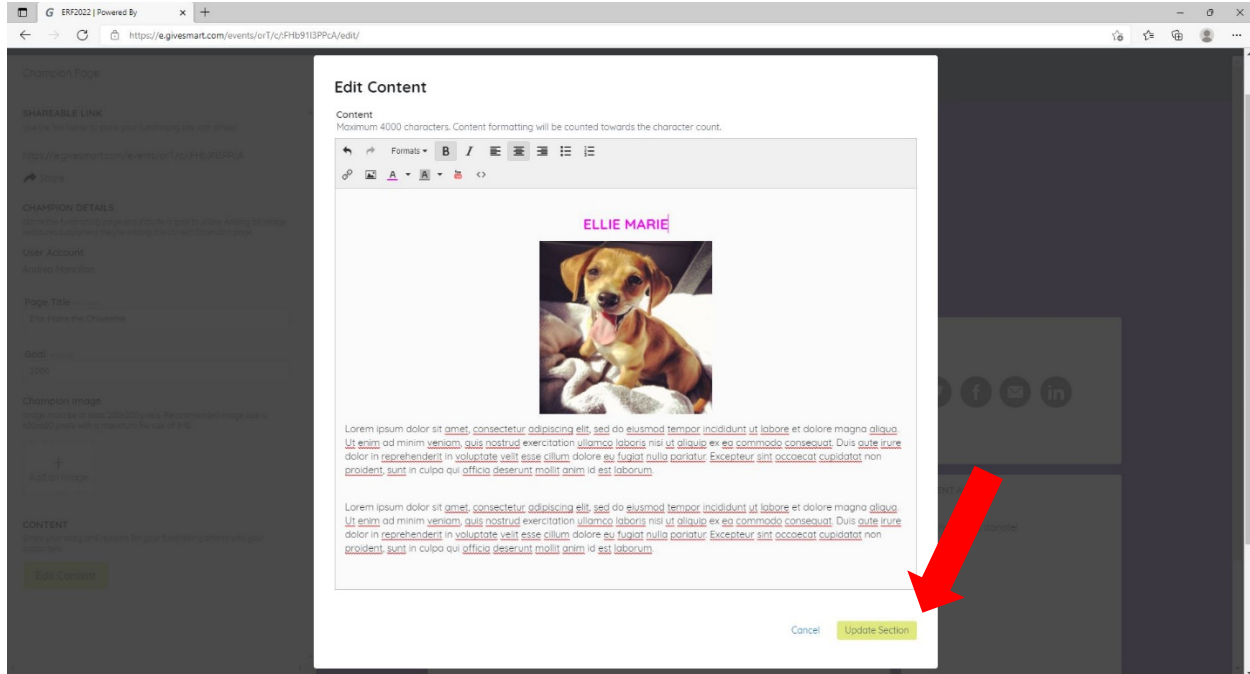 ERF2022 | Powered By
https://e.givesmart.com/events/orT/c/:FHb91I3PPcA/edit/
Champion Page
SHAREABLE LINK
Share
CHAMPION DETAILS
User Account
Page Title
Goal
Champion Image
Add an Image
CONTENT
Edit Content
Edit Content
Content
Maximum 4000 characters. Content formatting will be counted towards the character count.
Formats B I
A A <>
ELLIE MARIE
Lorem ipsum dolor sit amet, consectetur adipiscing elit, sed do eiusmod tempor incididunt ut labore et dolore magna aliqua.
Ut enim ad minim veniam, quis nostrud exercitation ullamco laboris nisi ut aliquip ex ea commodo consequat. Duis aute irure
dolor in reprehenderit in voluptate velit esse cillum dolore eu fugiat nulla pariatur. Excepteur sint occaecat cupidatat non
proident, sunt in culpa qui officia deserunt mollit anim id est laborum.
Lorem ipsum dolor sit amet, consectetur adipiscing elit, sed do eiusmod tempor incididunt ut labore et dolore magna aliqua.
Ut enim ad minim veniam, quis nostrud exercitation ullamco laboris nisi ut aliquip ex ea commodo consequat. Duis aute irure
dolor in reprehenderit in voluptate velit esse cillum dolore eu fugiat nulla pariatur. Excepteur sint occaecat cupidatat non
proident, sunt in culpa qui officia deserunt mollit anim id est laborum.
Cancel Update Section